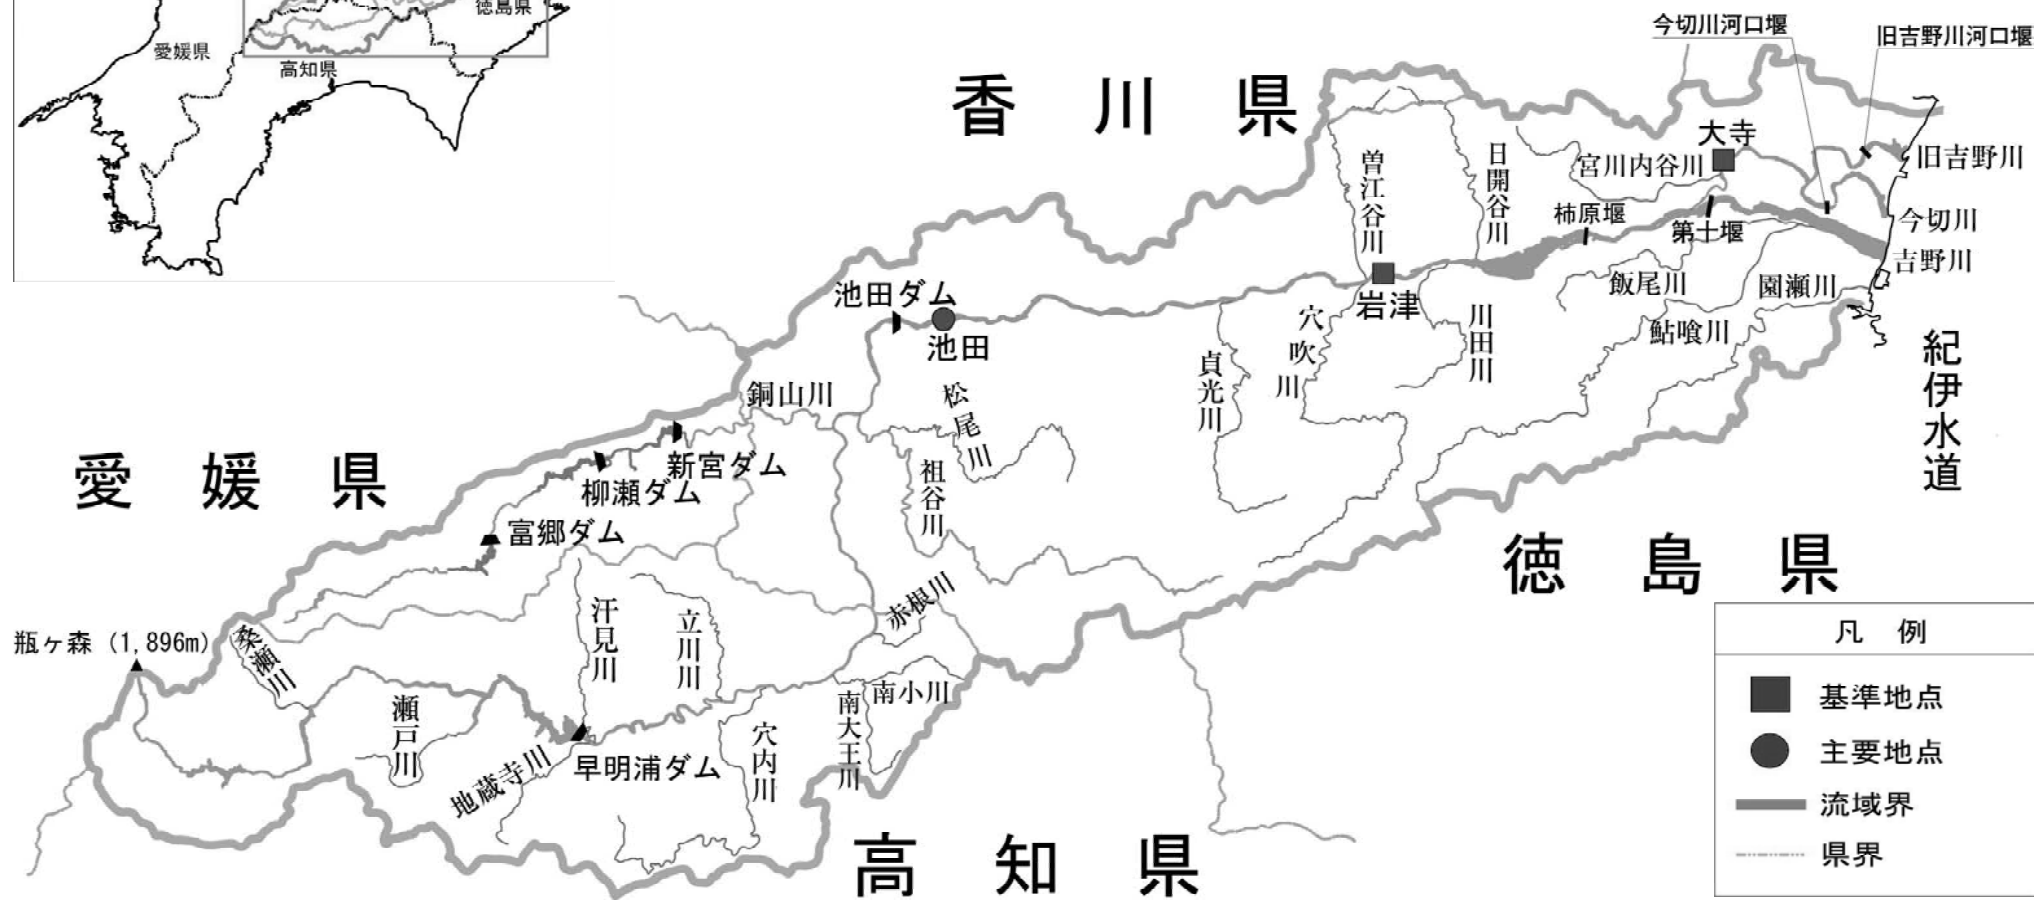 徳島県
愛媛県
高知県
今切川河口堰
旧吉野川河口堰
香川県
大寺
旧吉野川
宮川内谷川
日開谷川
曽江谷川
柿原堰
第十堰
今切川
吉野川
飯尾川
園瀬川
鮎喰川
岩津
川田川
穴吹川
貞光川
紀伊水道
池田ダム
池田
松尾川
祖谷川
銅山川
新宮ダム
柳瀬ダム
富郷ダム
愛媛県
徳島県
瓶ヶ森 (1,896m)
桑瀬川
汗見川
立川川
赤根川
南小川
南大王川
瀬戸川
地蔵寺川
早明浦ダム
穴内川
高知県
凡例
基準地点
主要地点
流域界
県界